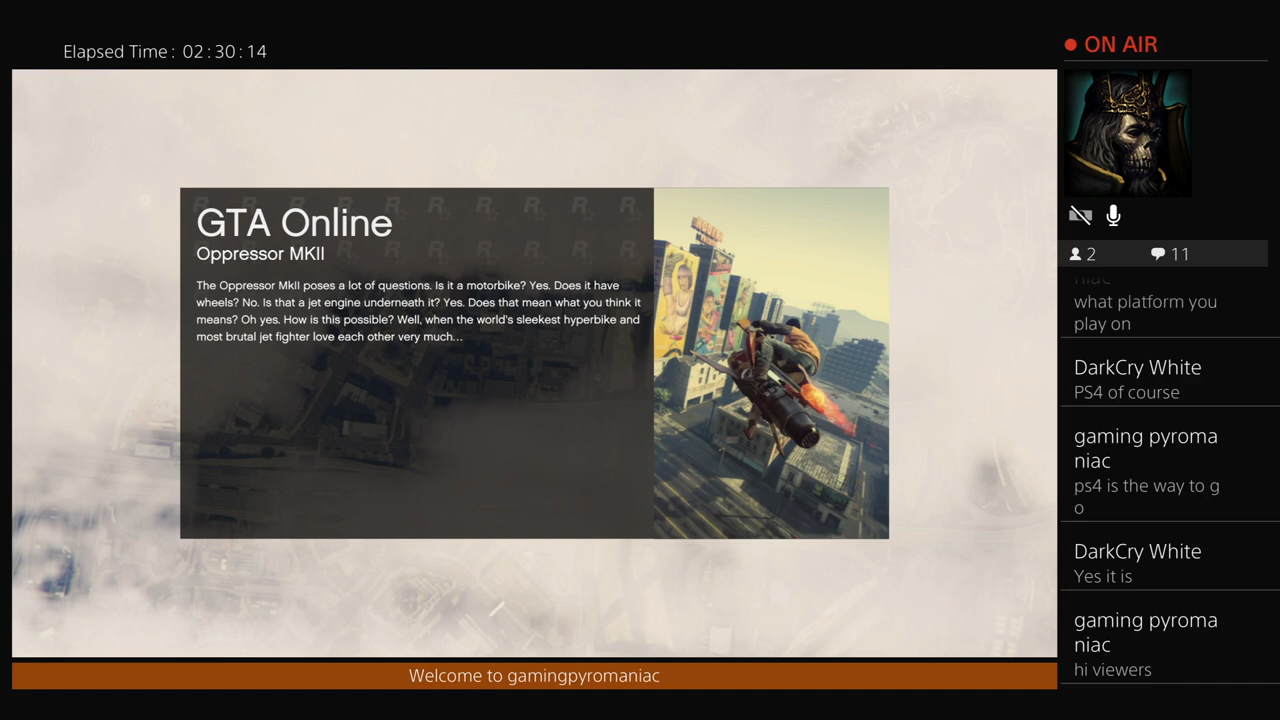 Elapsed Time : 02 : 30 : 14
ON AIR
GTA Online
Oppressor MKII
The Oppressor MkII poses a lot of questions. Is it a motorbike? Yes. Does it have
wheels? No. Is that a jet engine underneath it? Yes. Does that mean what you think it
means? Oh yes. How is this possible? Well, when the world's sleekest hyperbike and
most brutal jet fighter love each other very much...
2
11
niac
what platform you
play on
DarkCry White
PS4 of course
gaming pyroma
niac
ps4 is the way to g
o
DarkCry White
Yes it is
gaming pyroma
niac
hi viewers
Welcome to gamingpyromaniac